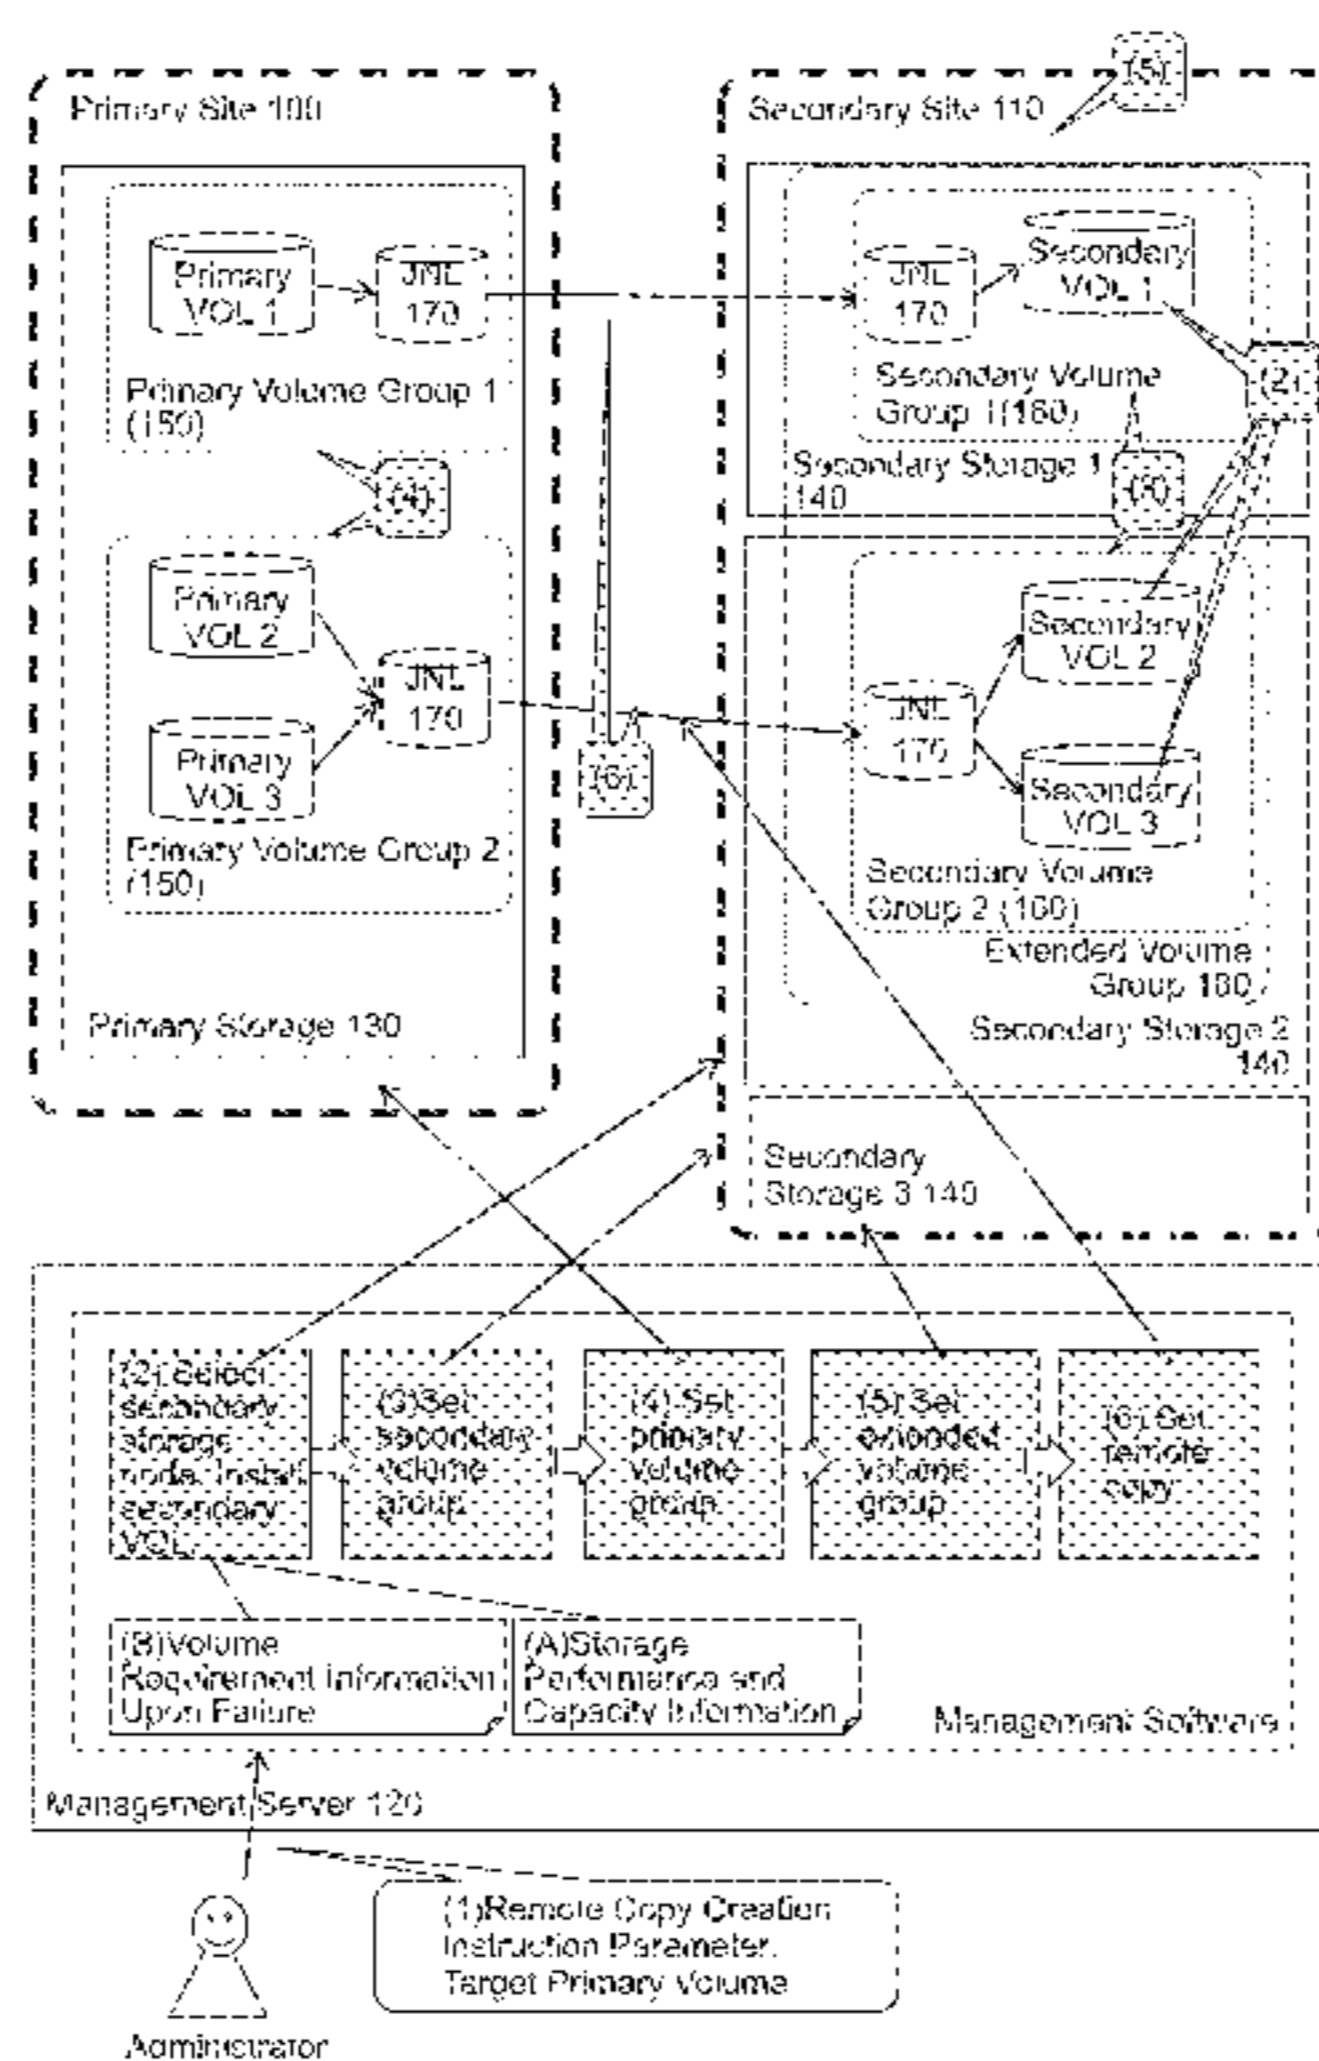 (5)
Primary Site 100
Secondary Site 110
Primary
VOL 1
JNL
170
JNL
170
Secondary
VOL 1
Primary Volume Group 1
(150)
Secondary Volume
Group 1(160)
(2)
Secondary Storage 1
140
(4)
(3)
Primary
VOL 2
JNL
170
Primary
VOL 3
Secondary
VOL 2
JNL
170
Secondary
VOL 3
(6)
Primary Volume Group 2
(150)
Secondary Volume
Group 2 (160)
Extended Volume
Group 180
Primary Storage 130
Secondary Storage 2
140
Secondary
Storage 3 140
(2) Select
secondary
storage
node. Install
secondary
VOL
(3)Set
secondary
volume
group
(4) Set
primary
volume
group
(5) Set
extended
volume
group
(6) Set
remote
copy
(B)Volume
Requirement Information
Upon Failure
(A)Storage
Performance and
Capacity Information
Management Software
Management Server 120
(1)Remote Copy Creation
Instruction Parameter.
Target Primary Volume
Administrator